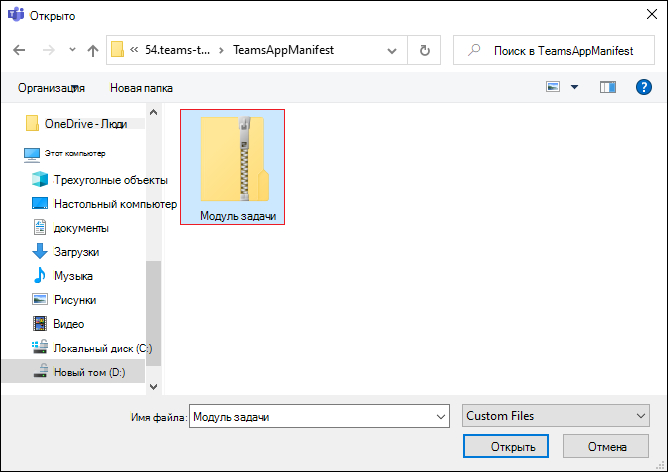 Открыто
54.teams-t... TeamsAppManifest
Поиск в TeamsAppManifest
Организация Новая папка
OneDrive - Люди
Этот компьютер
Трехуголные объекты
Настольный компьютер
документы
Загрузки
Музыка
Рисунки
Видео
Локальный диск (C:)
Новый том (D:)
Модуль задачи
Имя файла: Модуль задачи
Custom Files
Открыть Отмена